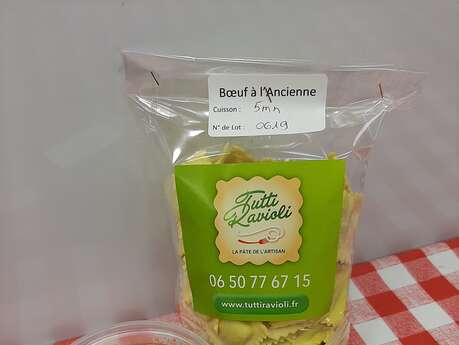 Bœuf à l'Ancienne
Cuisson : 5mn
N° de Lot : 0619
Tutti
Ravioli
LA PÂTE DE L'ARTISAN
06 50 77 67 15
www.tuttiravioli.fr